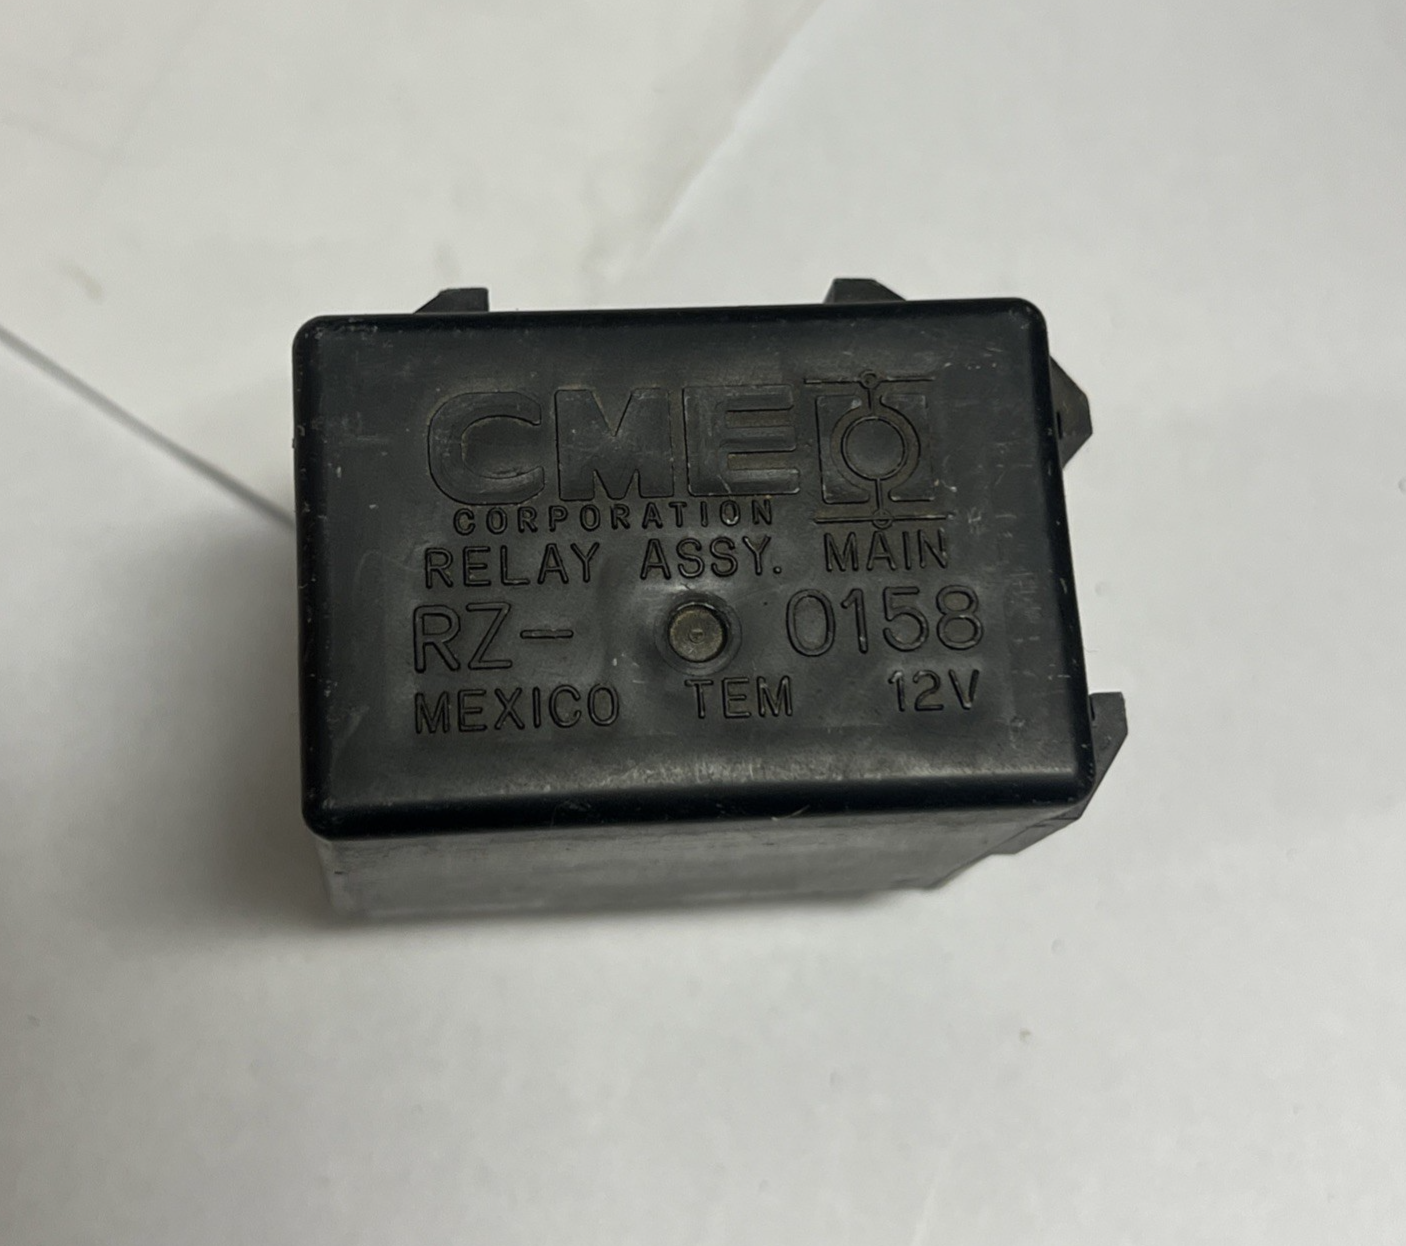 CME
CORPORATION
RELAY ASSY. MAIN
RZ- 0158
MEXICO TEM 12V